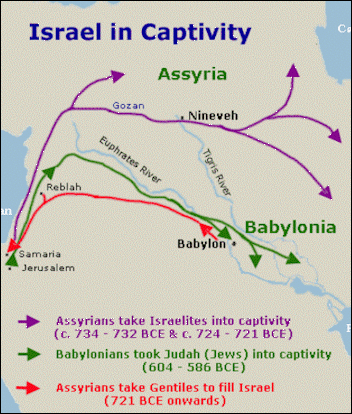 Israel in Captivity
Assyria
Gozan
Nineveh
Euphrates River
Tigris River
Reblah
Babylonia
Babylon
Samaria
Jerusalem
Assyrians take Israelites into captivity
(c. 734 - 732 BCE & c. 724 - 721 BCE)
Babylonians took Judah (Jews) into captivity
(604 - 586 BCE)
Assyrians take Gentiles to fill Israel
(721 BCE onwards)